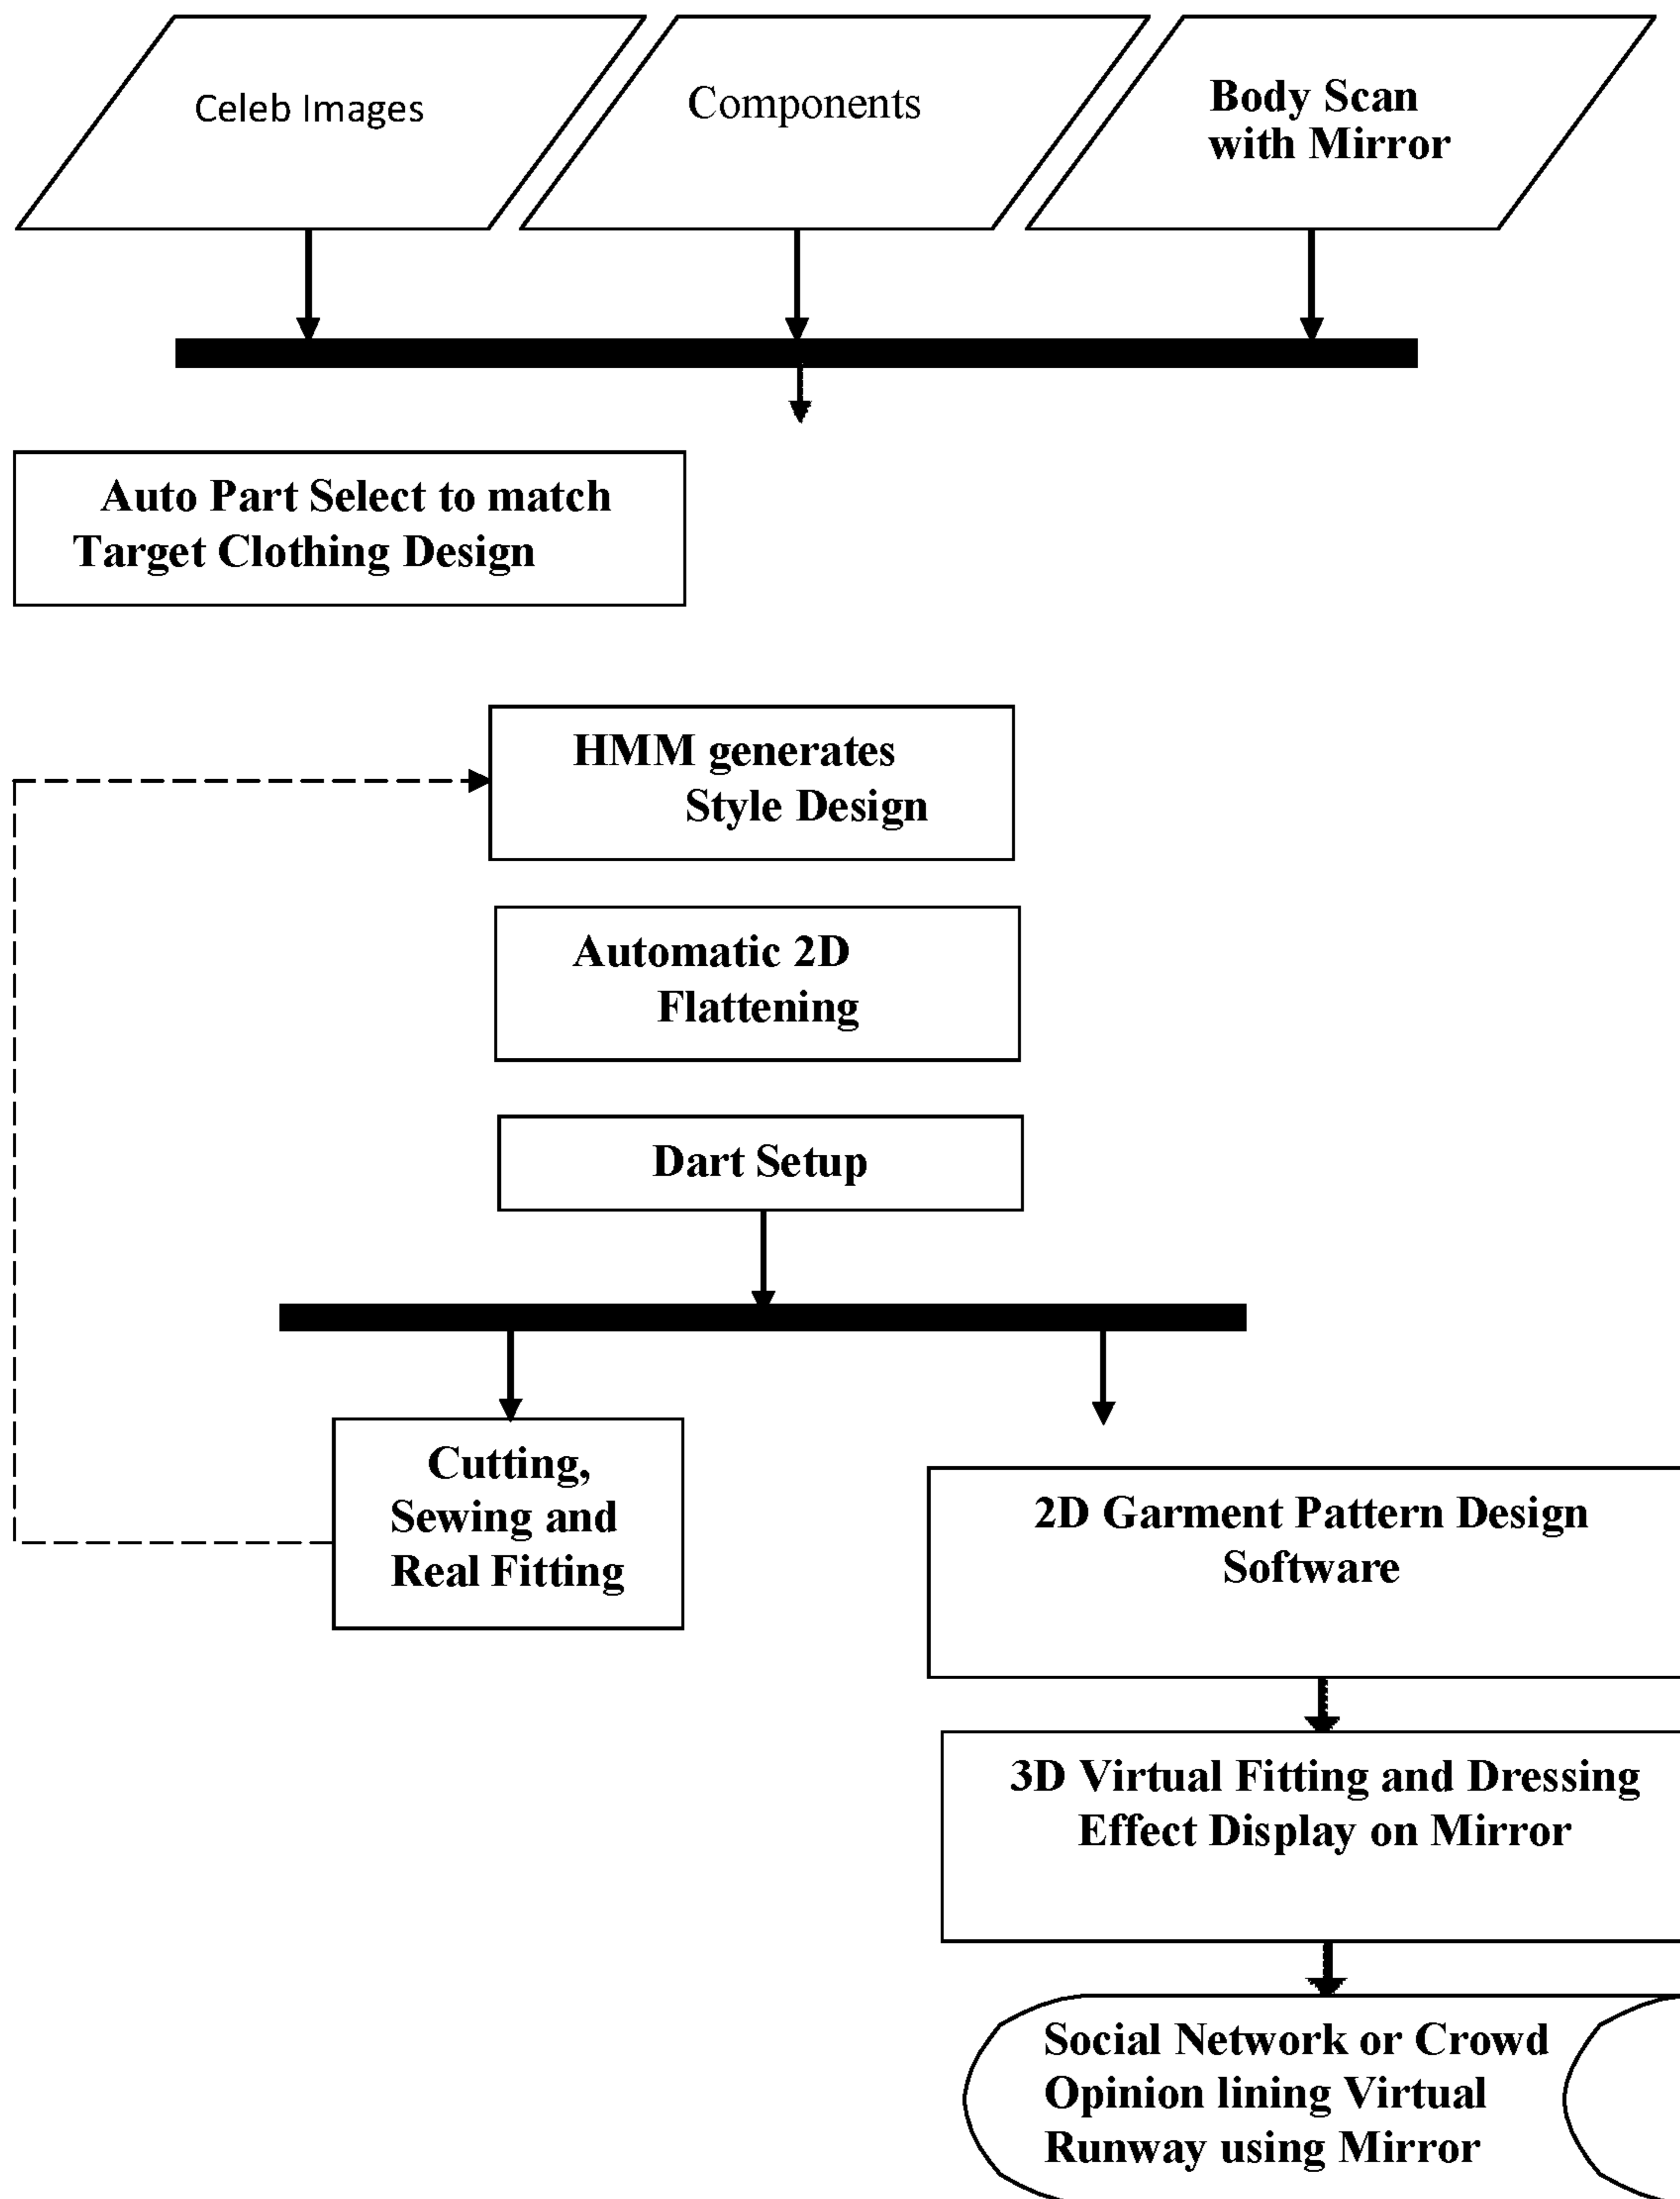 Celeb Images
Components
Body Scan
with Mirror
Auto Part Select to match
Target Clothing Design
HMM generates
Style Design
Automatic 2D
Flattening
Dart Setup
Cutting,
Sewing and
Real Fitting
2D Garment Pattern Design
Software
3D Virtual Fitting and Dressing
Effect Display on Mirror
Social Network or Crowd
Opinion lining Virtual
Runway using Mirror